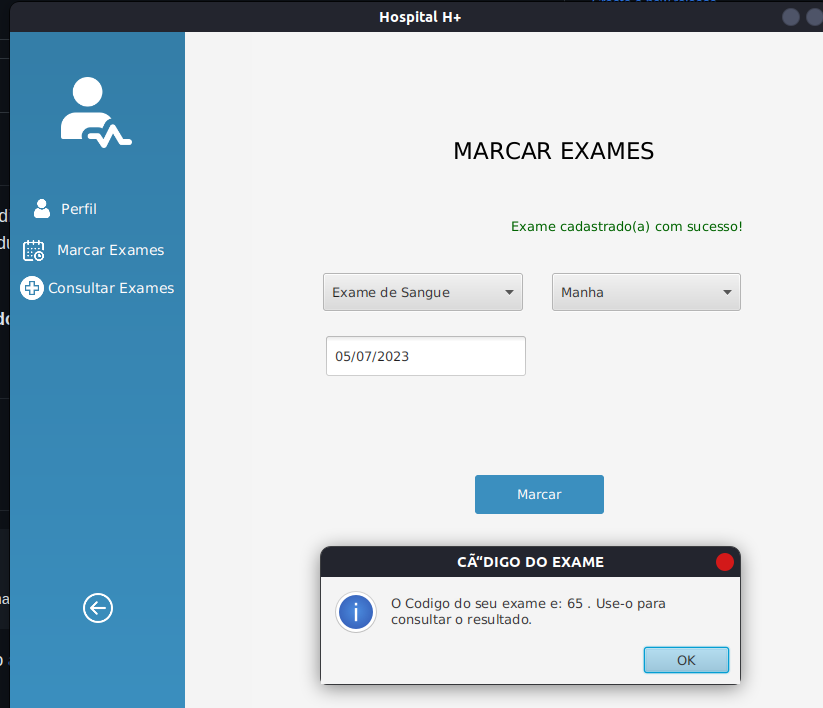 Hospital H+
MARCAR EXAMES
Perfil
Exame cadastrado(a) com sucesso!
Marcar Exames
Consultar Exames
Exame de Sangue
Manha
05/07/2023
Marcar
CÃ“DIGO DO EXAME
O Codigo do seu exame e: 65 . Use-o para
consultar o resultado.
OK